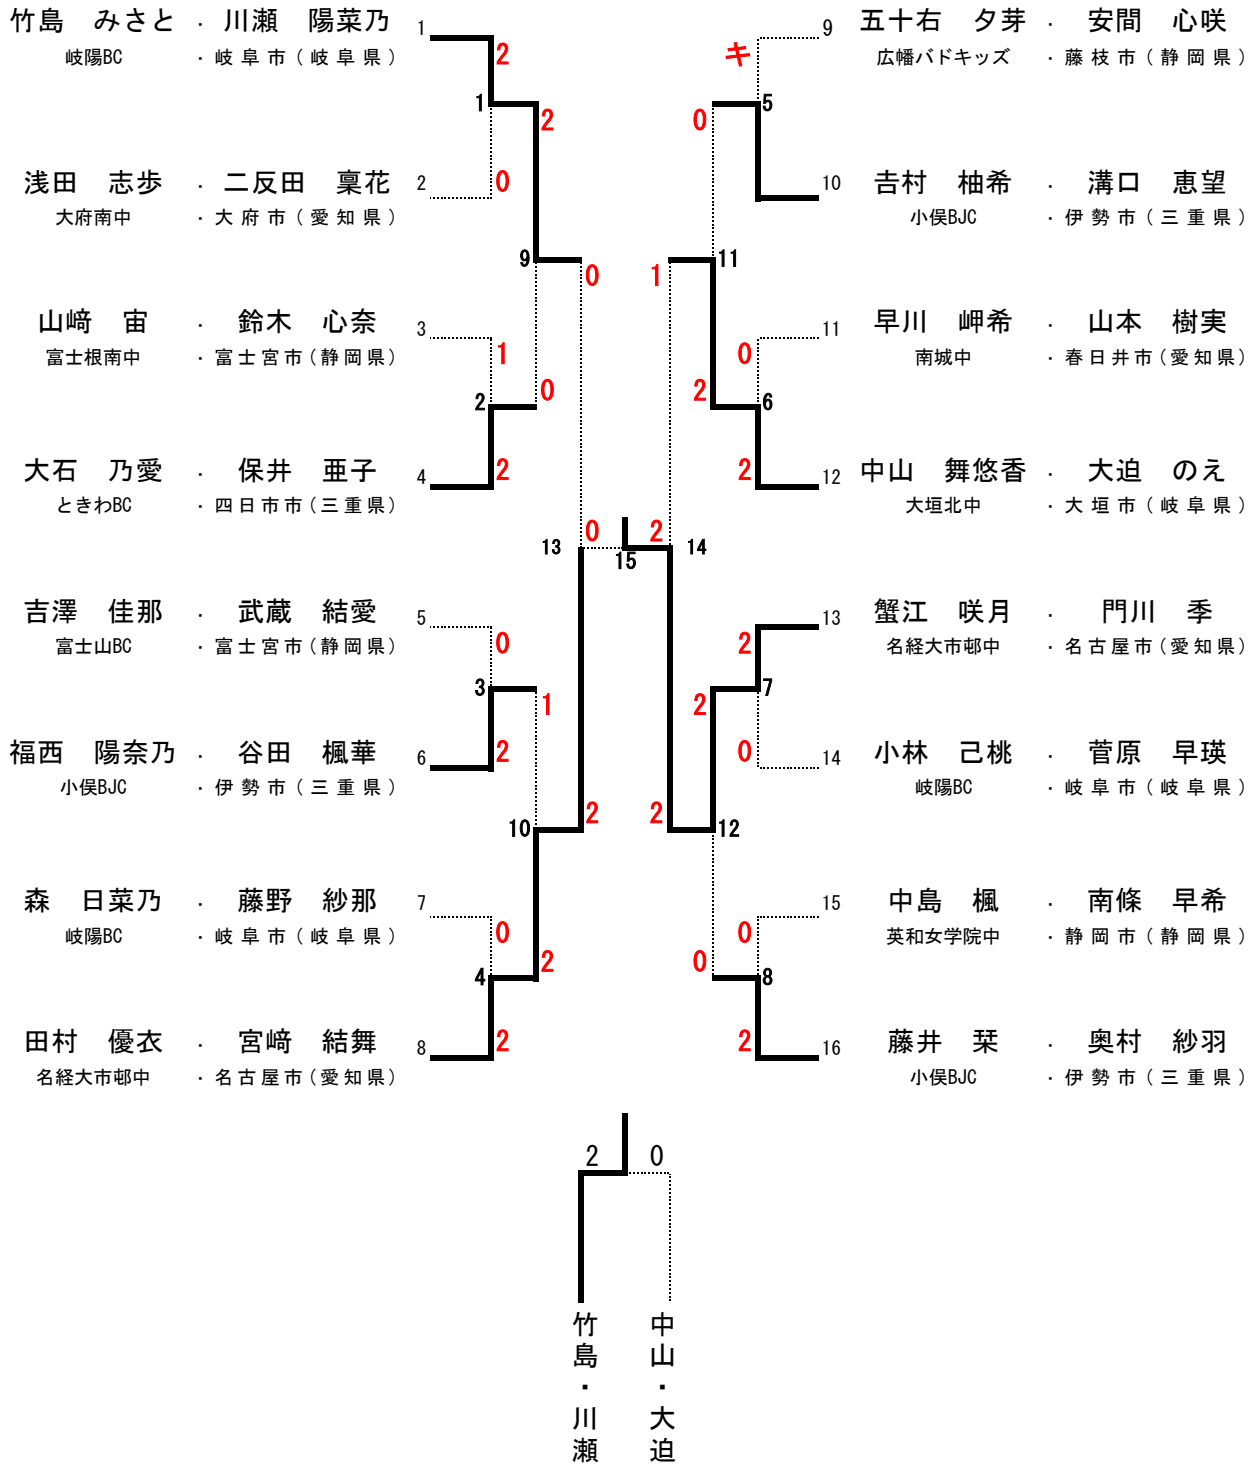 竹島　みさと ・ 川瀬　陽菜乃 1
岐陽BC ・ 岐阜市（岐阜県）
2
1
2
浅田　志歩 ・ 二反田　稟花 2
0
大府南中 ・ 大府市（愛知県）
9
0
山﨑　宙 ・ 鈴木　心奈 3
富士根南中 ・ 富士宮市（静岡県）
1
2
0
大石　乃愛 ・ 保井　亜子 4
2
ときわBC ・ 四日市市（三重県）
13
0
15
吉澤　佳那 ・ 武蔵　結愛 5
富士山BC ・ 富士宮市（静岡県）
0
3
1
福西　陽奈乃 ・ 谷田　楓華 6
2
小俣BJC ・ 伊勢市（三重県）
10
2
森　日菜乃 ・ 藤野　紗那 7
岐陽BC ・ 岐阜市（岐阜県）
0
4
2
田村　優衣 ・ 宮﨑　結舞 8
2
名経大市邨中 ・ 名古屋市（愛知県）
9 五十右　夕芽 ・ 安間　心咲
キ
広幡バドキッズ ・ 藤枝市（静岡県）
5
0
10 吉村　柚希 ・ 溝口　恵望
小俣BJC ・ 伊勢市（三重県）
11
1
11 早川　岬希 ・ 山本　樹実
0
南城中 ・ 春日井市（愛知県）
2
6
12 中山　舞悠香 ・ 大迫　のえ
2
大垣北中 ・ 大垣市（岐阜県）
2
14
13 蟹江　咲月 ・ 門川　季
2
名経大市邨中 ・ 名古屋市（愛知県）
7
2
14 小林　己桃 ・ 菅原　早瑛
0
岐陽BC ・ 岐阜市（岐阜県）
2
12
15 中島　楓 ・ 南條　早希
0
英和女学院中 ・ 静岡市（静岡県）
0
8
16 藤井　栞 ・ 奥村　紗羽
2
小俣BJC ・ 伊勢市（三重県）
2 0
竹島・川瀬
中山・大迫